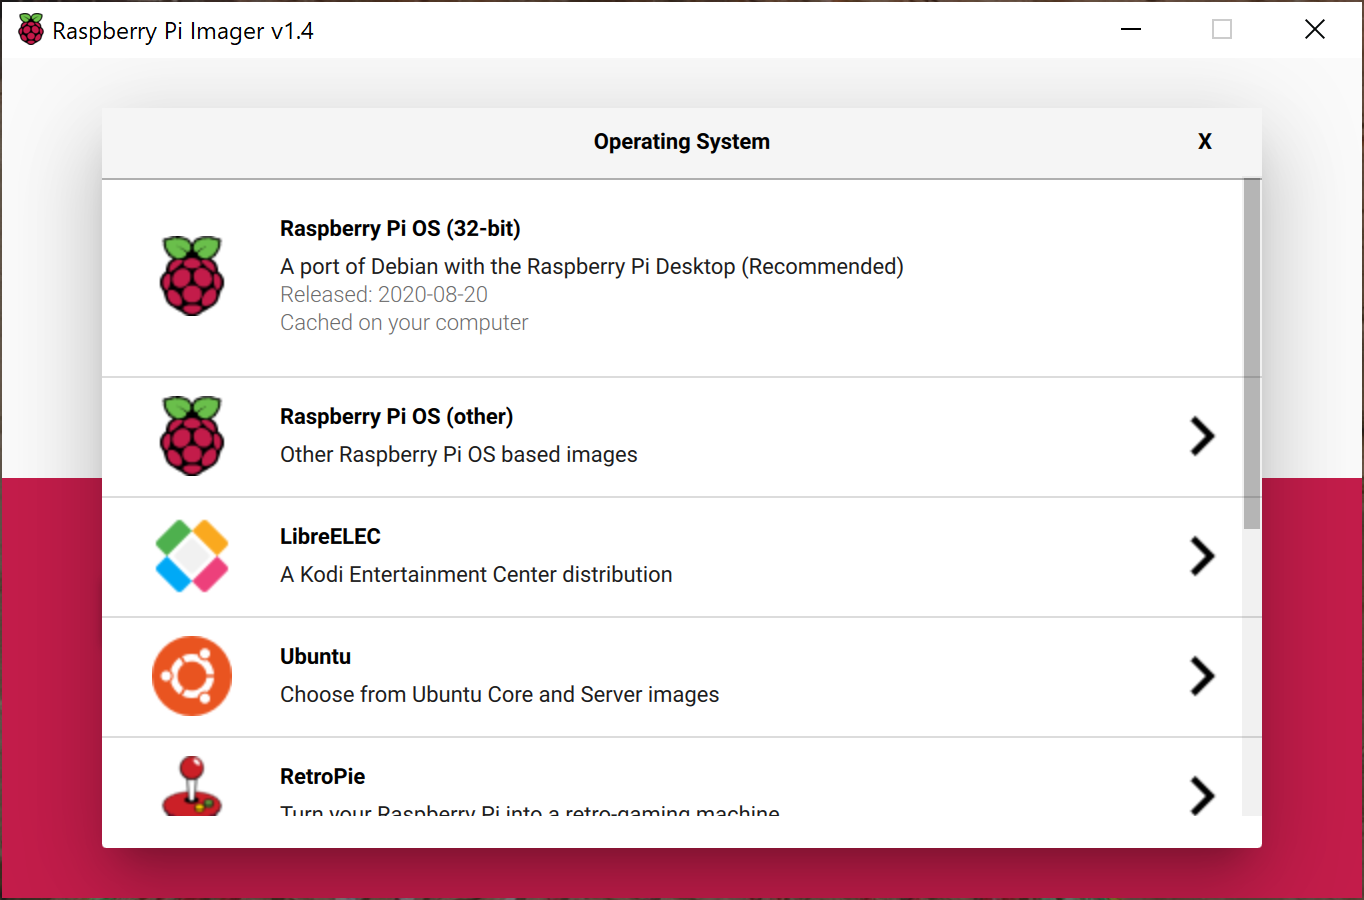 Raspberry Pi Imager v1.4
Operating System X
Raspberry Pi OS (32-bit)
A port of Debian with the Raspberry Pi Desktop (Recommended)
Released: 2020-08-20
Cached on your computer
Raspberry Pi OS (other)
Other Raspberry Pi OS based images
LibreELEC
A Kodi Entertainment Center distribution
Ubuntu
Choose from Ubuntu Core and Server images
RetroPie
Turn your Raspberry Pi into a retro-gaming machine